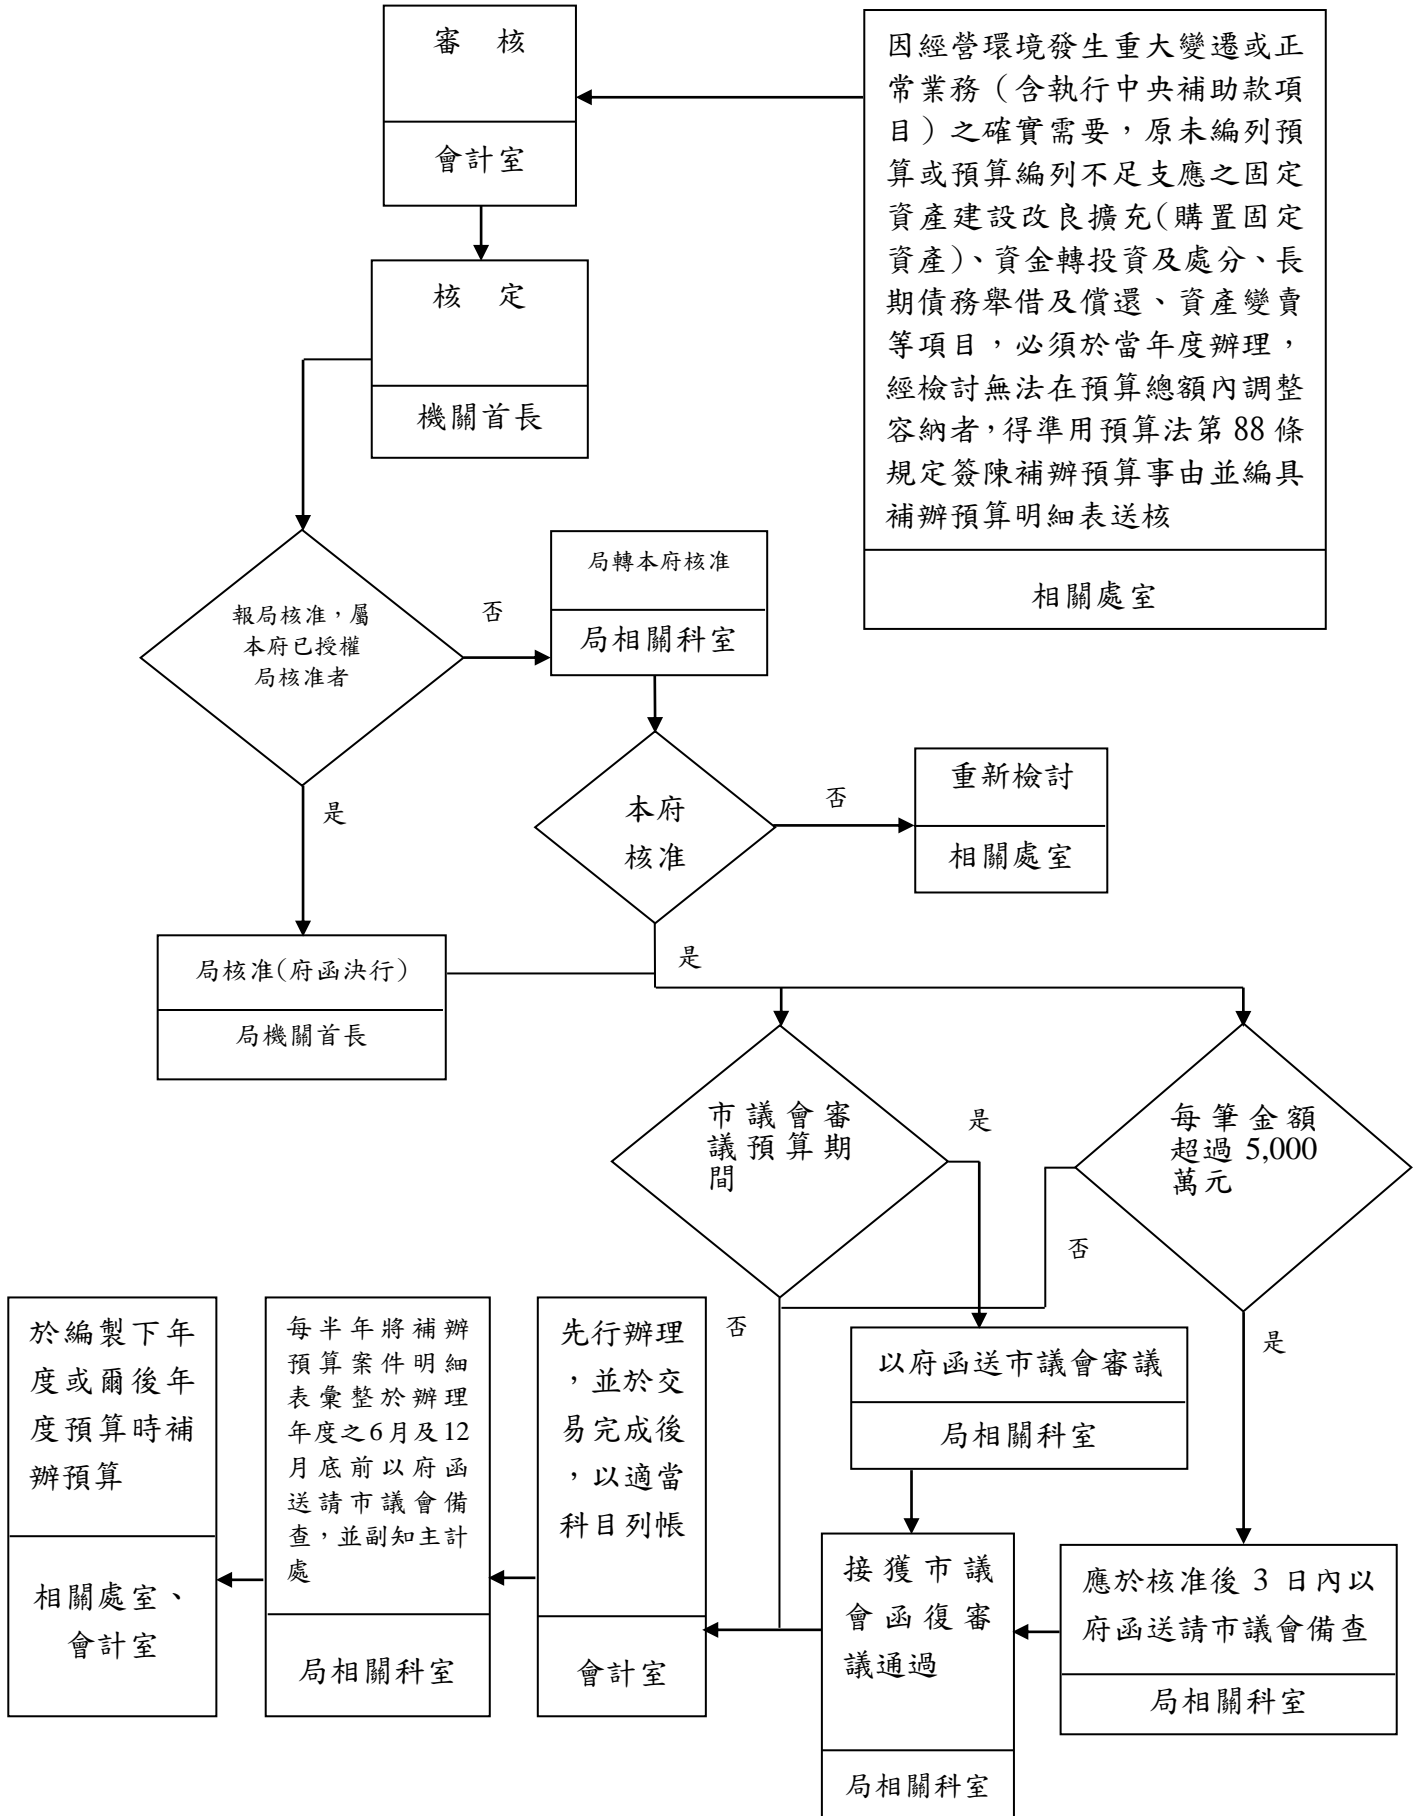 因經營環境發生重大變遷或正
常業務（含執行中央補助款項
目）之確實需要，原未編列預
算或預算編列不足支應之固定
資產建設改良擴充(購置固定
資產)、資金轉投資及處分、長
期債務舉借及償還、資產變賣
等項目，必須於當年度辦理，
經檢討無法在預算總額內調整
容納者，得準用預算法第 88 條
規定簽陳補辦預算事由並編具
補辦預算明細表送核
相關處室
審　核
會計室
核　定
機關首長
報局核准，屬
本府已授權
局核准者
否
是
局轉本府核准
局相關科室
本府
核准
否
是
重新檢討
相關處室
局核准(府函決行)
局機關首長
市議會審
議預算期
間
是
否
每筆金額
超過 5,000
萬元
否
是
以府函送市議會審議
局相關科室
應於核准後 3 日內以
府函送請市議會備查
局相關科室
接獲市議
會函復審
議通過
局相關科室
先行辦理
，並於交
易完成後
，以適當
科目列帳
會計室
每半年將補辦
預算案件明細
表彙整於辦理
年度之6月及12
月底前以府函
送請市議會備
查，並副知主計
處
局相關科室
於編製下年
度或爾後年
度預算時補
辦預算
相關處室、
會計室